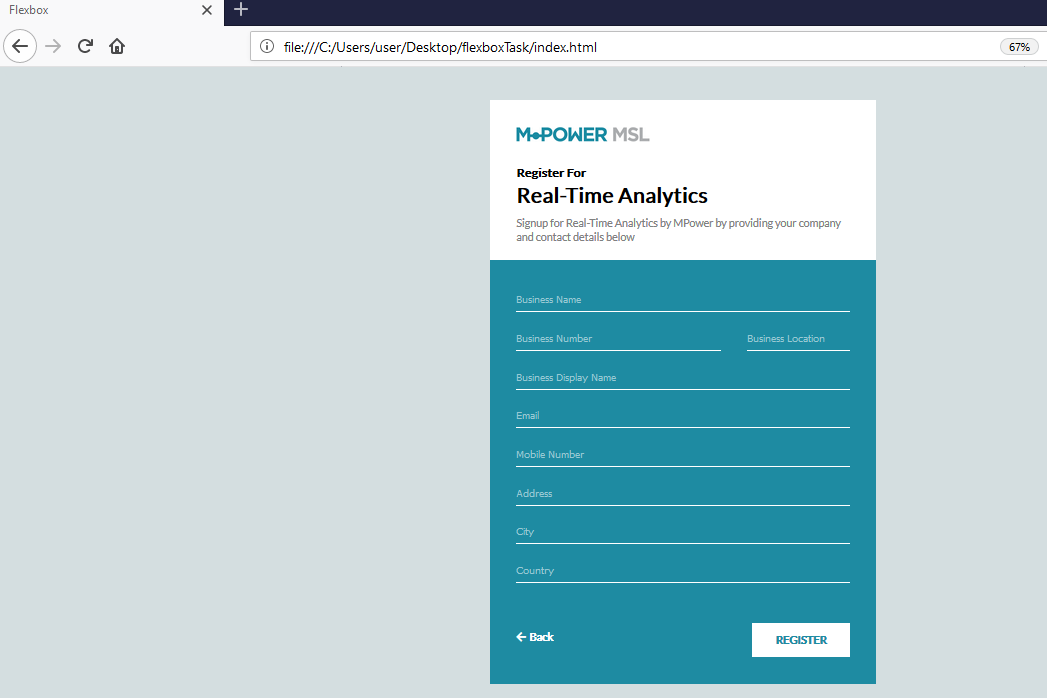 Flexbox
file:///C:/Users/user/Desktop/flexboxTask/index.html 67%
M•POWER MSL
Register For
Real-Time Analytics
Signup for Real-Time Analytics by MPower by providing your company
and contact details below
Business Name
Business Number Business Location
Business Display Name
Email
Mobile Number
Address
City
Country
Back REGISTER